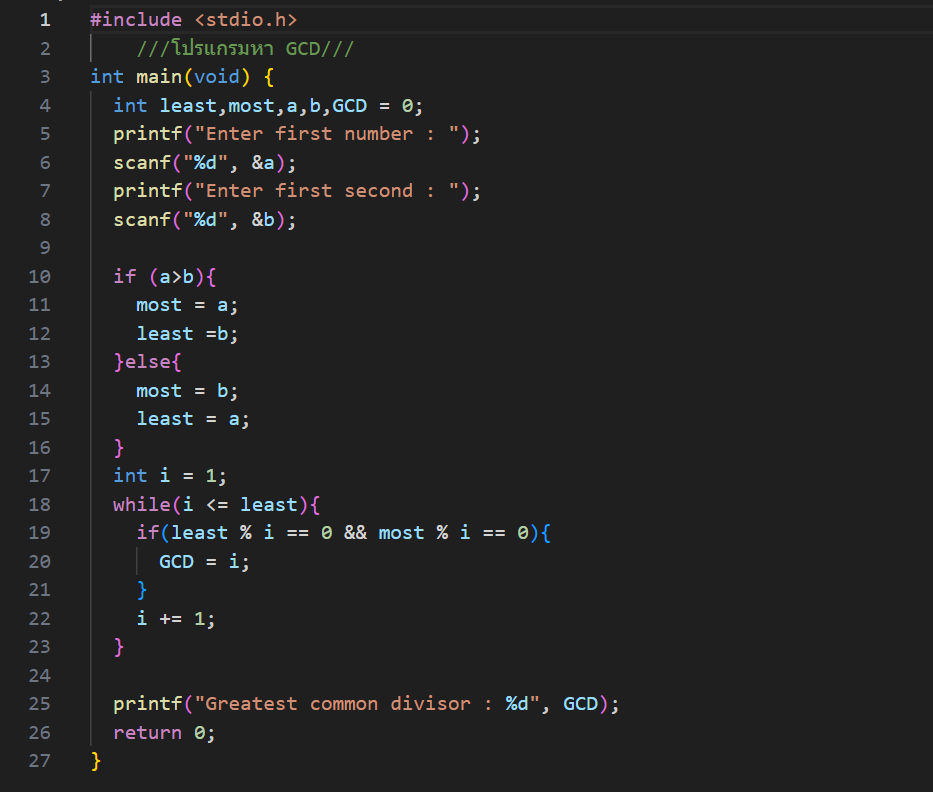 1 #include <stdio.h>
2 ///โปรแกรมหา GCD///
3 int main(void) {
4 int least,most,a,b,GCD = 0;
5 printf("Enter first number : ");
6 scanf("%d", &a);
7 printf("Enter first second : ");
8 scanf("%d", &b);
9
10 if (a>b){
11 most = a;
12 least =b;
13 }else{
14 most = b;
15 least = a;
16 }
17 int i = 1;
18 while(i <= least){
19 if(least % i == 0 && most % i == 0){
20 GCD = i;
21 }
22 i += 1;
23 }
24
25 printf("Greatest common divisor : %d", GCD);
26 return 0;
27 }